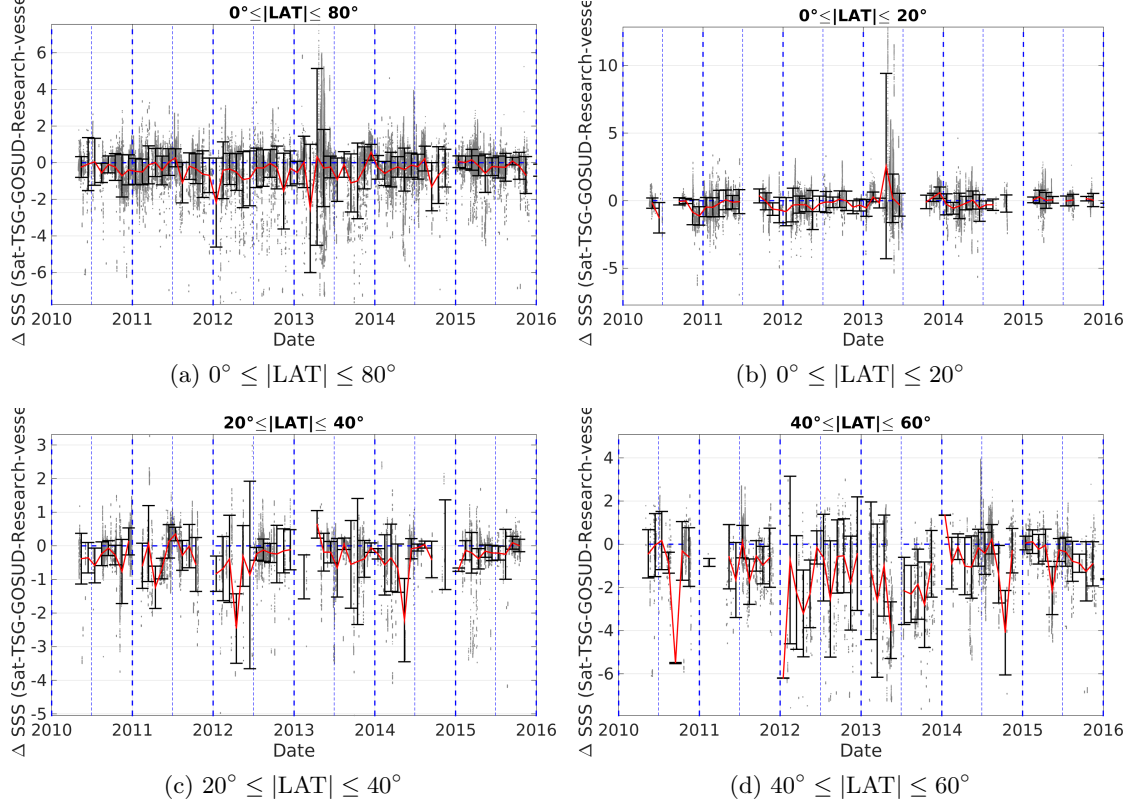 0°≤|LAT|≤ 80°
Δ SSS (Sat-TSG-GOSUD-Research-vesse
6
4
2
0
-2
-4
-6
2010 2011 2012 2013 2014 2015 2016
Date
(a) 0° ≤ |LAT| ≤ 80°
0°≤|LAT|≤ 20°
Δ SSS (Sat-TSG-GOSUD-Research-vesse
10
5
0
-5
2010 2011 2012 2013 2014 2015 2016
Date
(b) 0° ≤ |LAT| ≤ 20°
20°≤|LAT|≤ 40°
Δ SSS (Sat-TSG-GOSUD-Research-vesse
3
2
1
0
-1
-2
-3
-4
-5
2010 2011 2012 2013 2014 2015 2016
Date
(c) 20° ≤ |LAT| ≤ 40°
40°≤|LAT|≤ 60°
Δ SSS (Sat-TSG-GOSUD-Research-vesse
4
2
0
-2
-4
-6
2010 2011 2012 2013 2014 2015 2016
Date
(d) 40° ≤ |LAT| ≤ 60°